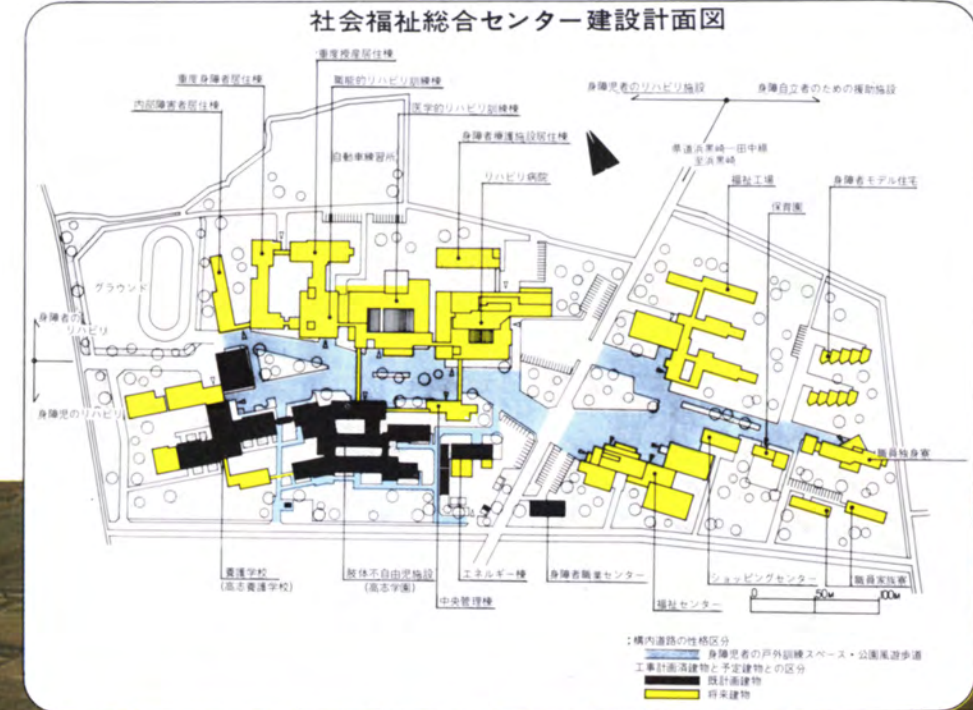 社会福祉総合センター建設計画図
重度授産居住棟
重度身障者居住棟
職能的リハビリ訓練棟
内部障害者居住棟
医学的リハビリ訓練棟
身障児者のリハビリ施設
身障自立者のための援助施設
自動車練習所
身障者療護施設居住棟
県道浜黒崎一田中線
至浜黒崎
リハビリ病院
福祉工場
身障者モデル住宅
保育園
グラウンド
身障者の
リハビリ
身障児のリハビリ
職員独身寮
養護学校
(高志養護学校)
肢体不自由児施設
(高志学園)
エネルギー棟
身障者職業センター
ショッピングセンター
職員家族寮
中央管理棟
福祉センター
0 50M 100M
:構内道路の性格区分
身障児者の戸外訓練スペース・公園風遊歩道
工事計画済建物と予定建物との区分
既計画建物
将来建物